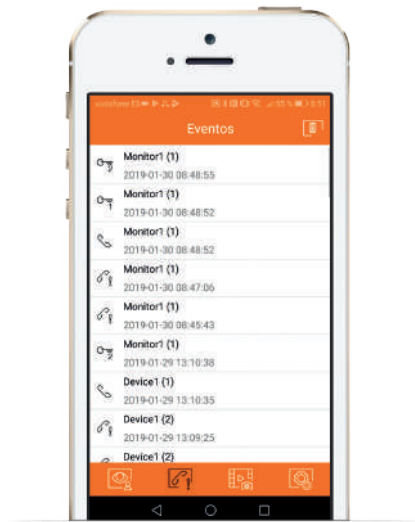 Eventos
Monitor1 (1)
2019-01-30 08:48:55
Monitor1 (1)
2019-01-30 08:48:52
Monitor1 (1)
2019-01-30 08:48:52
Monitor1 (1)
2019-01-30 08:47:06
Monitor1 (1)
2019-01-30 08:45:43
Monitor1 (1)
2019-01-29 13:10:38
Device1 (1)
2019-01-29 13:10:35
Device1 (2)
2019-01-29 13:09:25
Device1 (2)